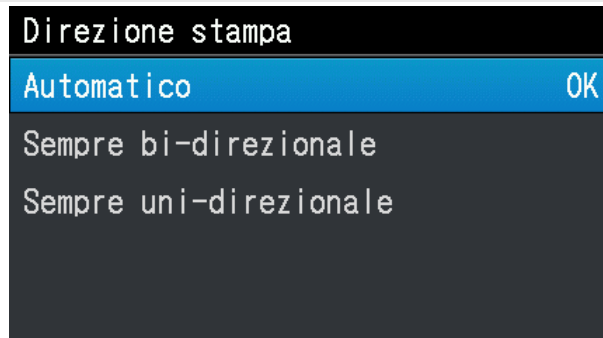 Direzione stampa
Automatico OK
Sempre bi-direzionale
Sempre uni-direzionale